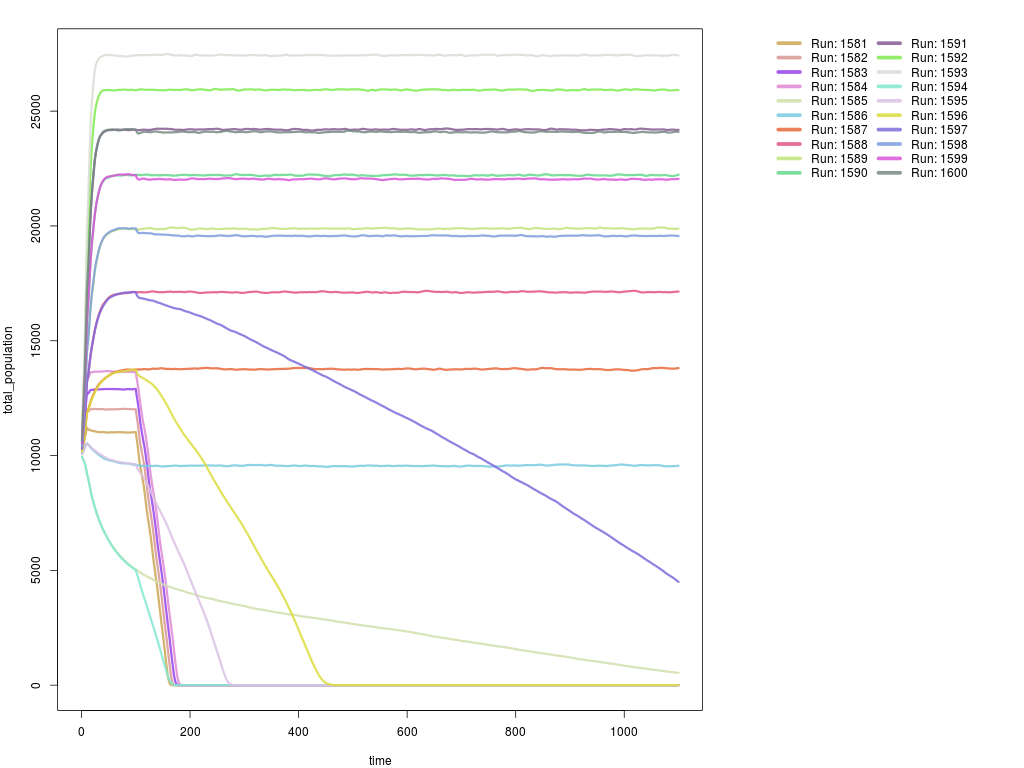 total_population
25000
20000
15000
10000
5000
0
0 200 400 600 800 1000
time
Run: 1581 Run: 1591
Run: 1582 Run: 1592
Run: 1583 Run: 1593
Run: 1584 Run: 1594
Run: 1585 Run: 1595
Run: 1586 Run: 1596
Run: 1587 Run: 1597
Run: 1588 Run: 1598
Run: 1589 Run: 1599
Run: 1590 Run: 1600